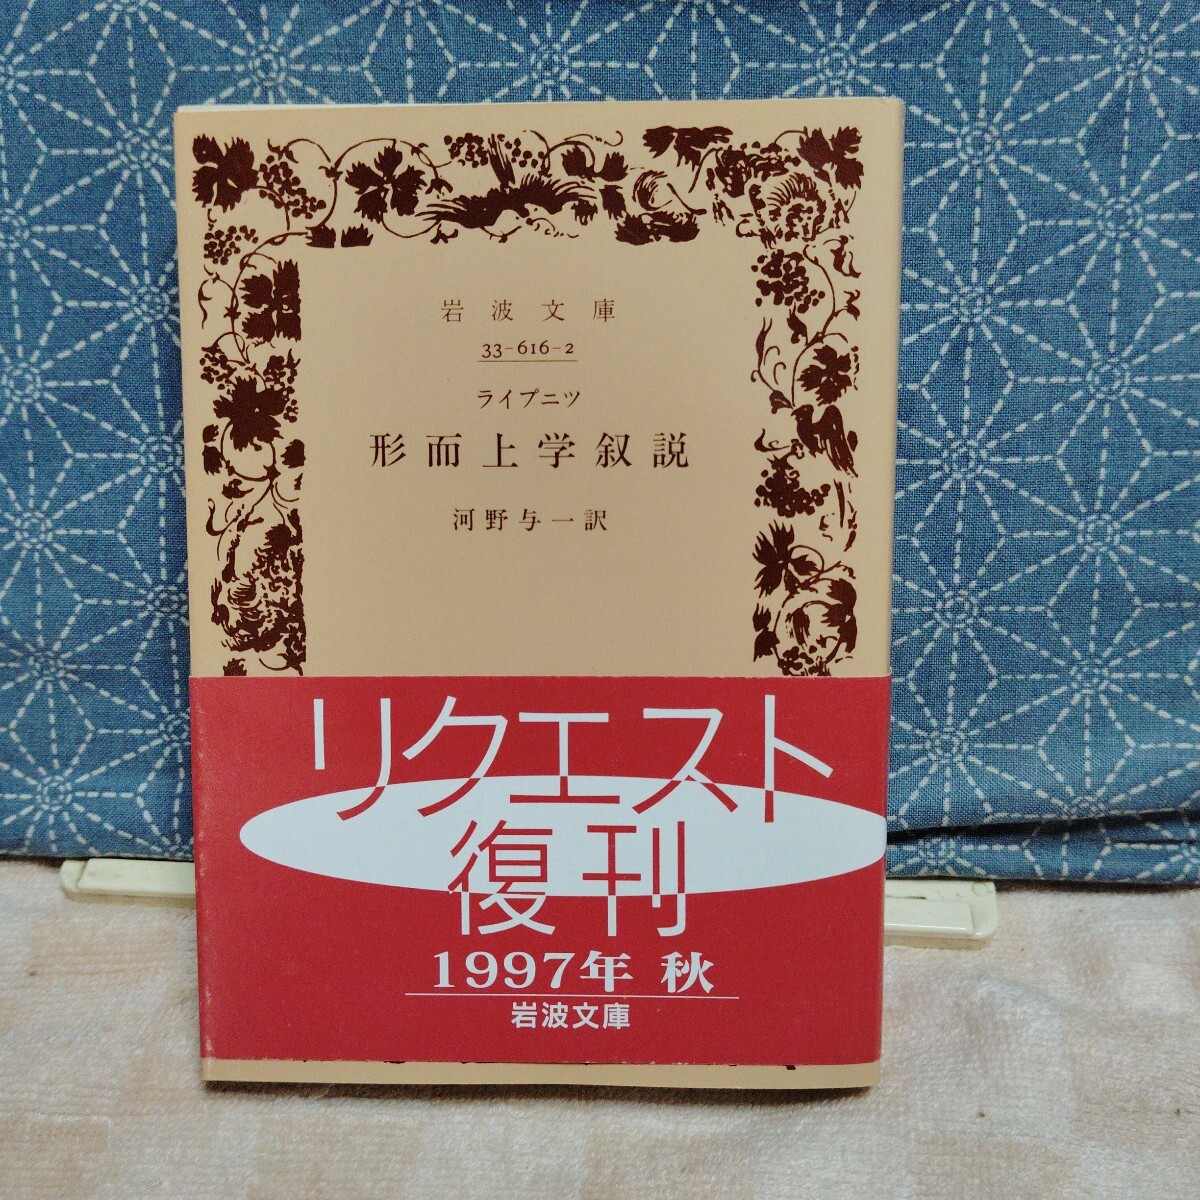 岩波文庫
33-616-2
ライプニツ
形而上学叙説
河野与一訳
リクエスト
復刊
1997年 秋
岩波文庫